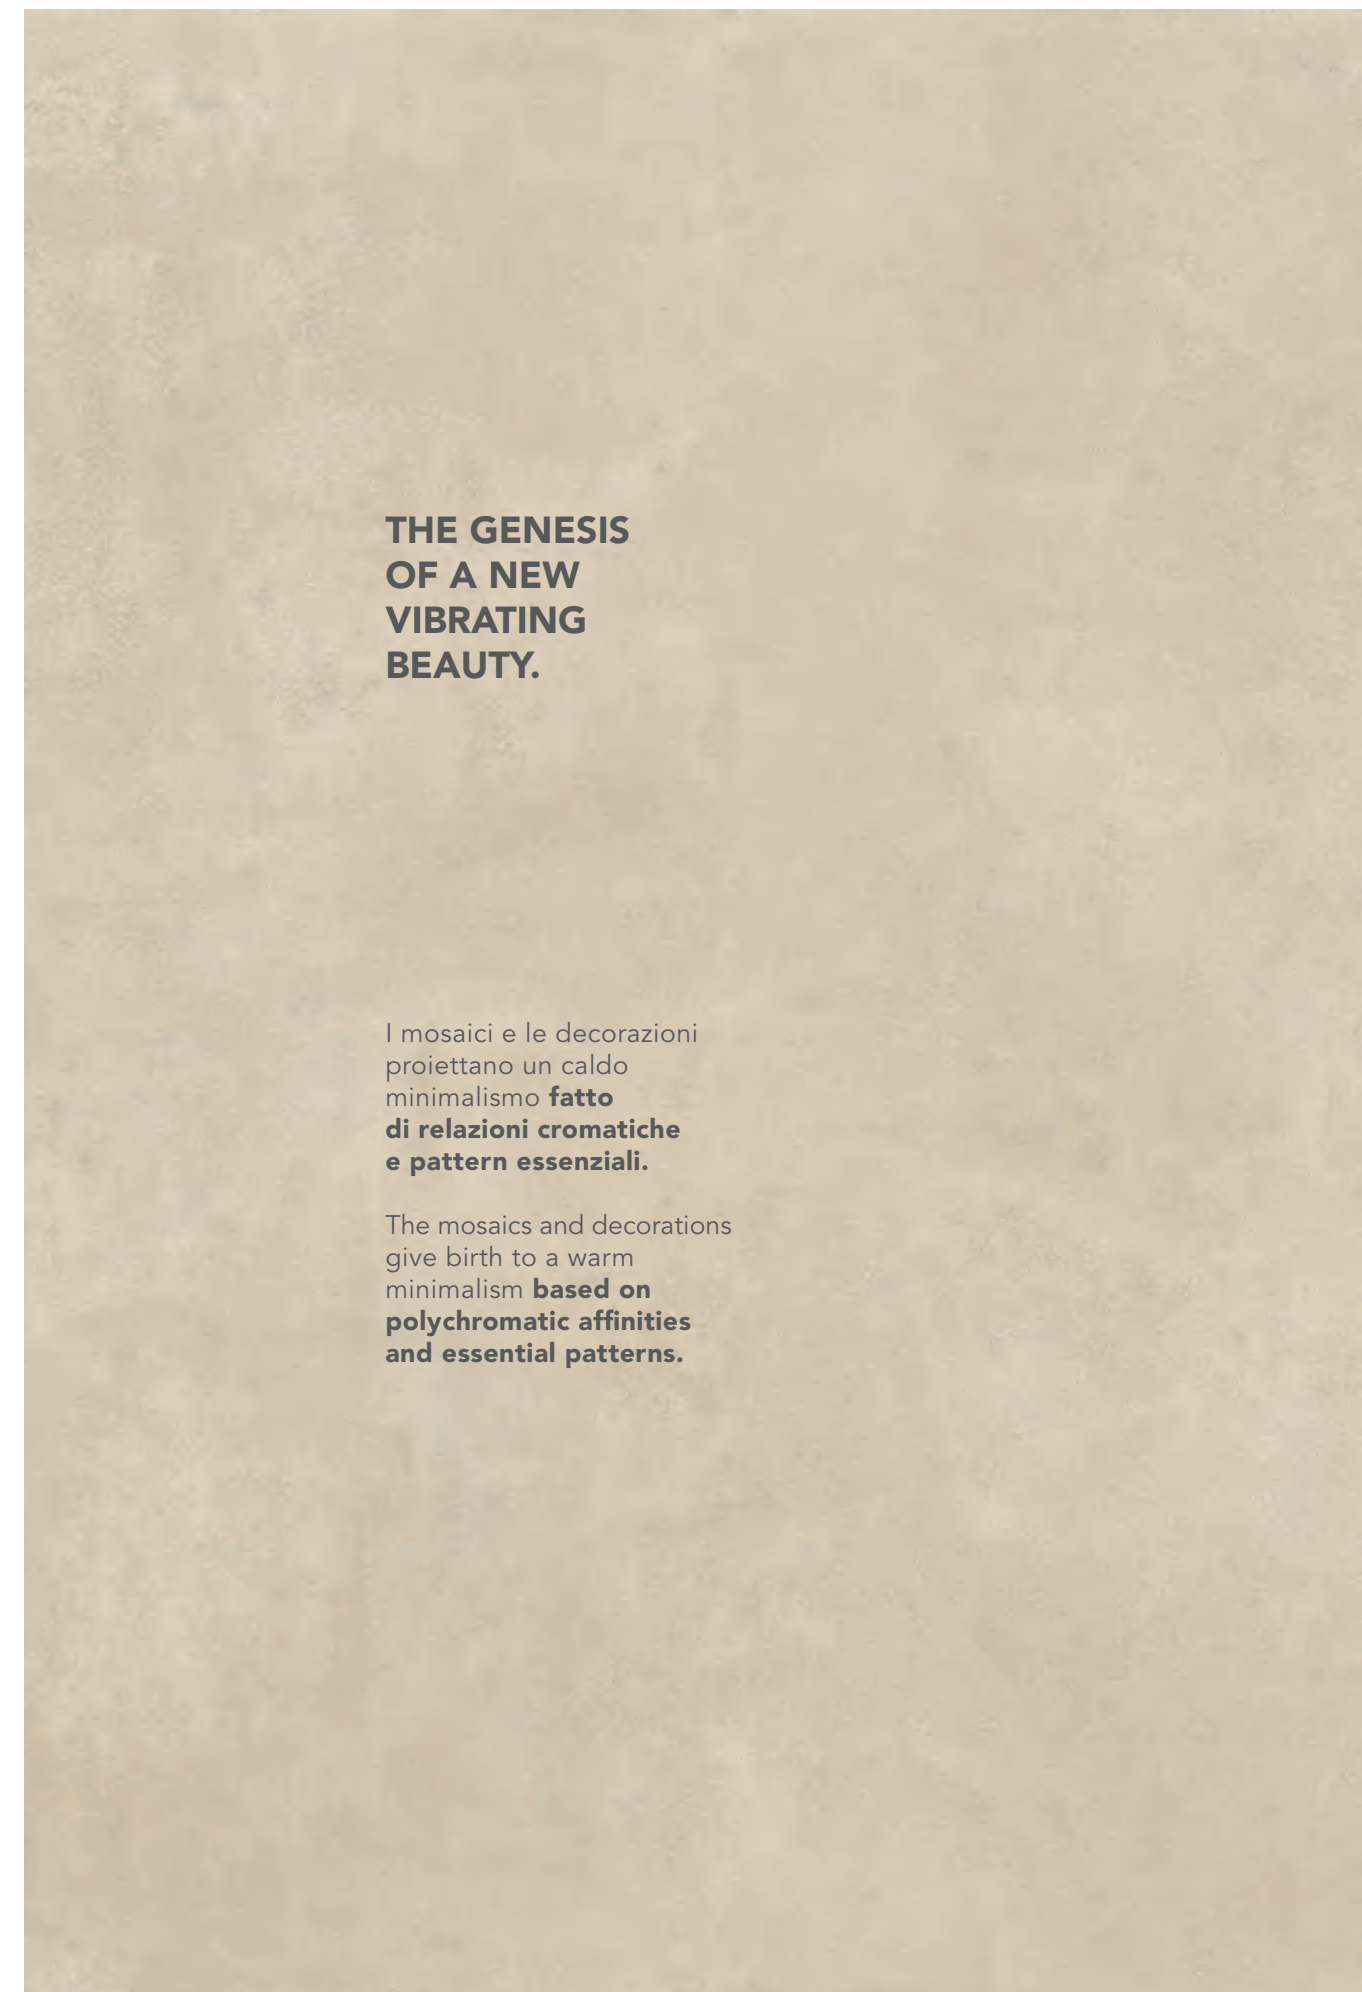 THE GENESIS
OF A NEW
VIBRATING
BEAUTY.
I mosaici e le decorazioni
proiettano un caldo
minimalismo fatto
di relazioni cromatiche
e pattern essenziali.
The mosaics and decorations
give birth to a warm
minimalism based on
polychromatic affinities
and essential patterns.